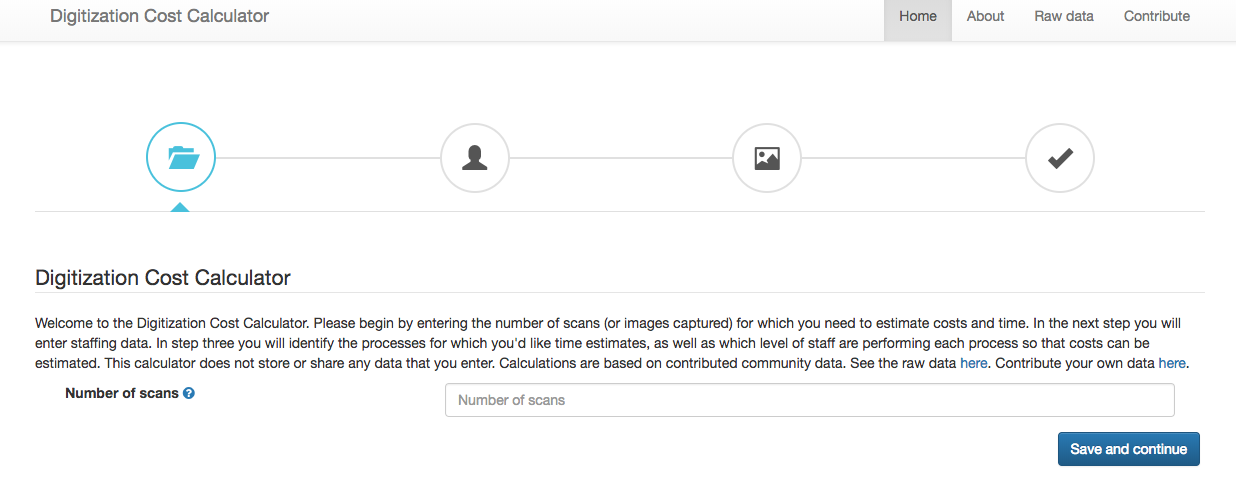 Digitization Cost Calculator Home About Raw data Contribute
Digitization Cost Calculator
Welcome to the Digitization Cost Calculator. Please begin by entering the number of scans (or images captured) for which you need to estimate costs and time. In the next step you will
enter staffing data. In step three you will identify the processes for which you'd like time estimates, as well as which level of staff are performing each process so that costs can be
estimated. This calculator does not store or share any data that you enter. Calculations are based on contributed community data. See the raw data here. Contribute your own data here.
Number of scans ?
Number of scans
Save and continue